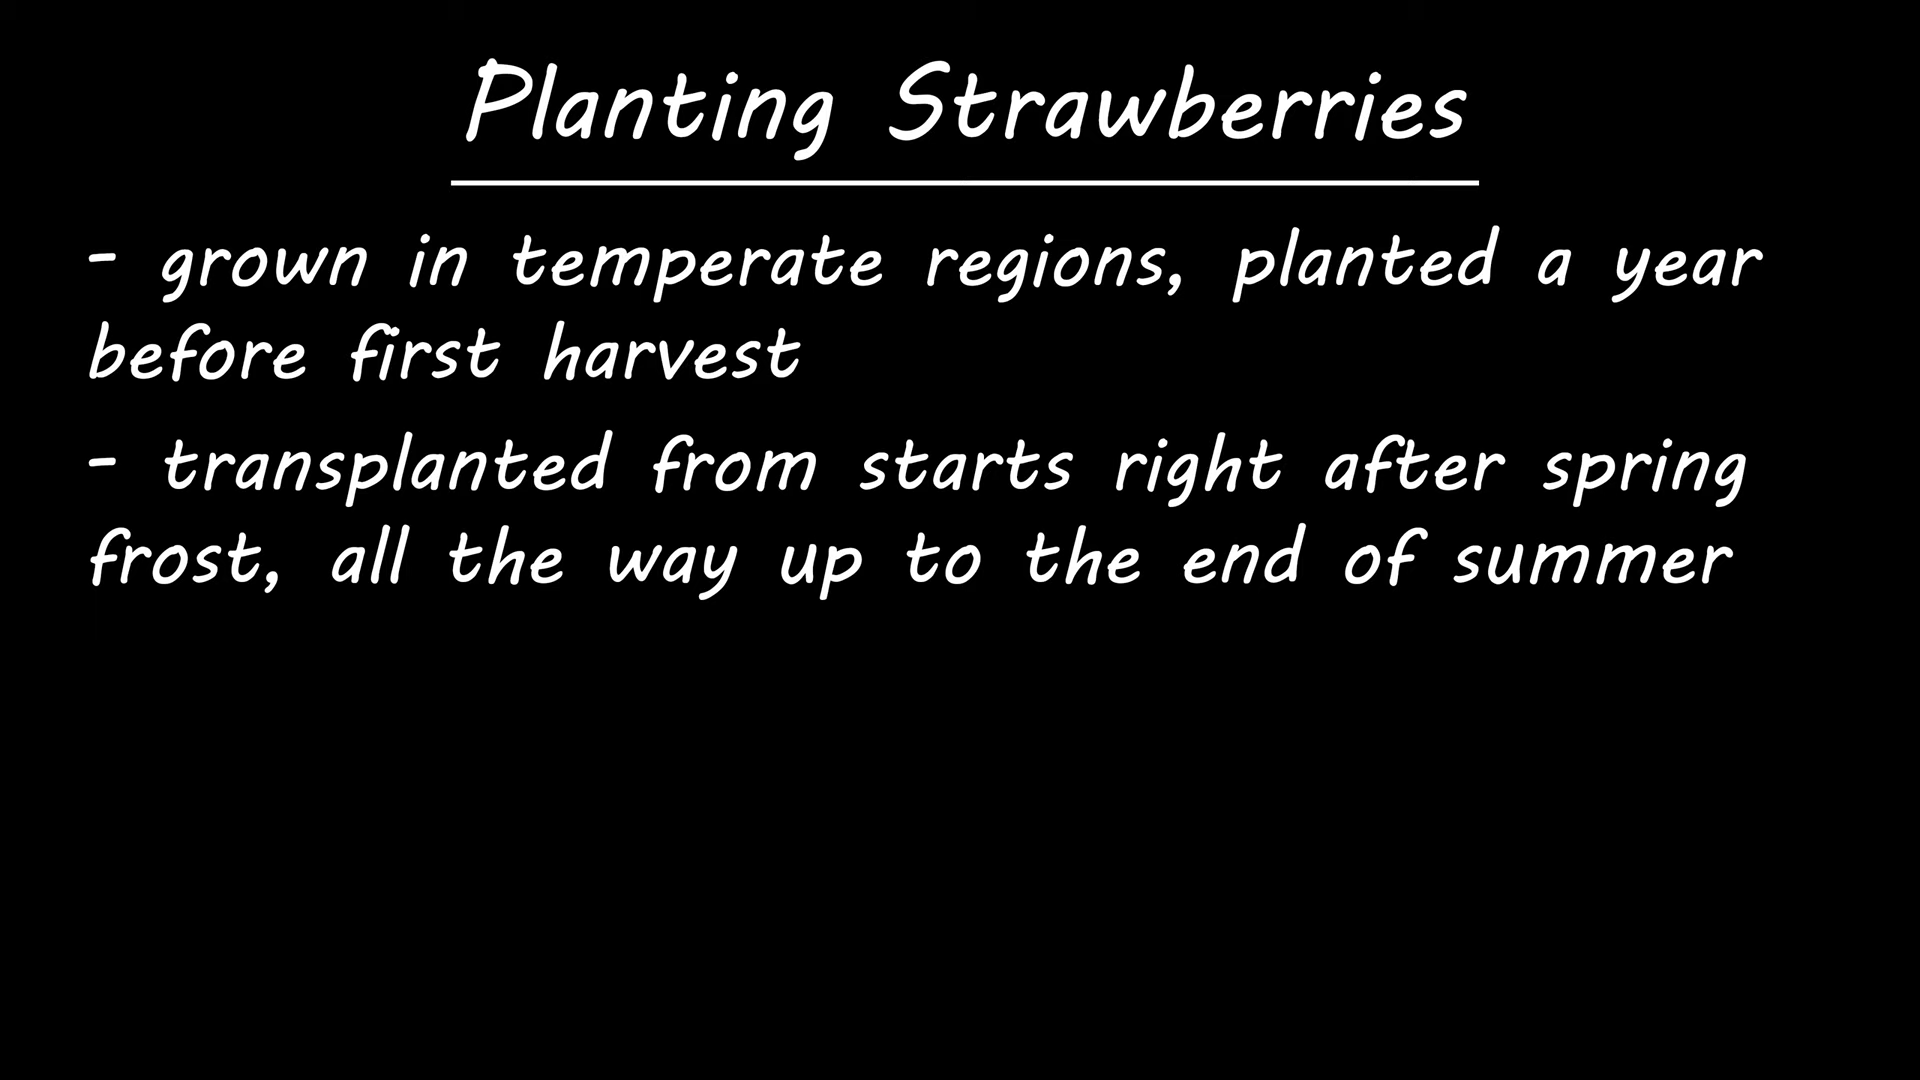 Planting Strawberries
- grown in temperate regions, planted a year
before first harvest
- transplanted from starts right after spring
frost, all the way up to the end of summer